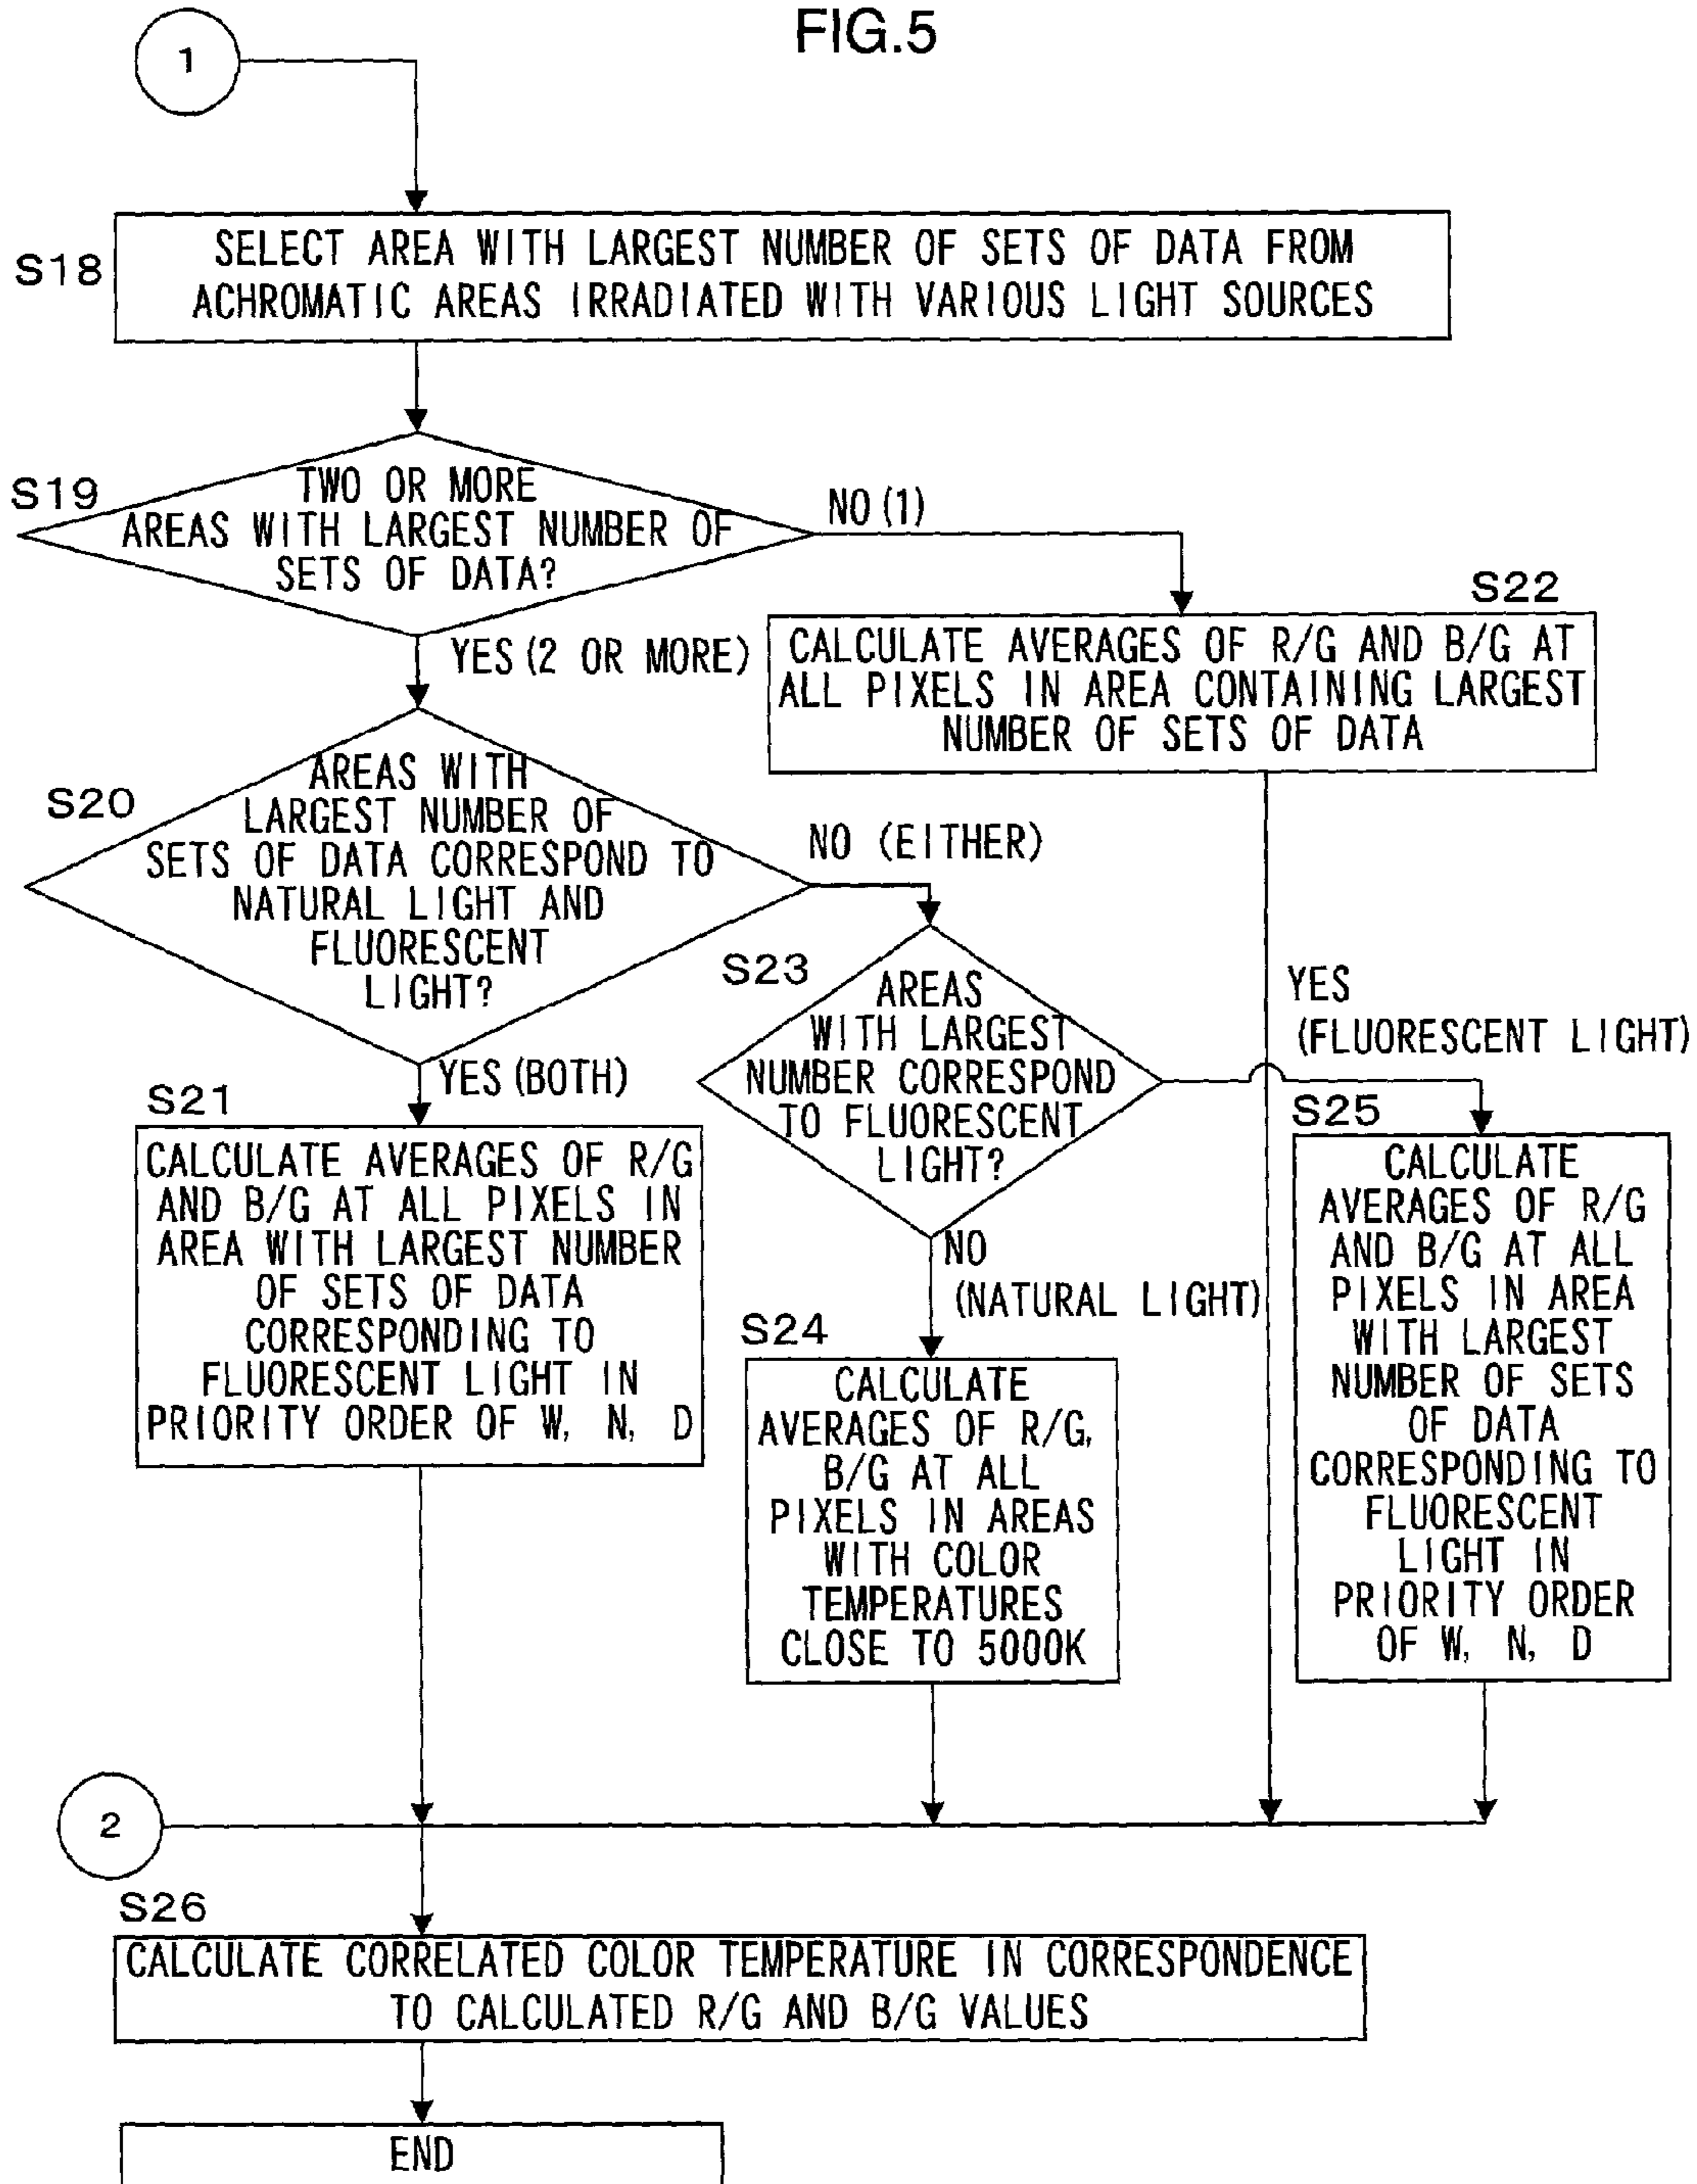 FIG.5
1
S18
SELECT AREA WITH LARGEST NUMBER OF SETS OF DATA FROM
ACHROMATIC AREAS IRRADIATED WITH VARIOUS LIGHT SOURCES
S19
TWO OR MORE
AREAS WITH LARGEST NUMBER OF
SETS OF DATA?
NO (1)
YES (2 OR MORE)
S22
CALCULATE AVERAGES OF R/G AND B/G AT
ALL PIXELS IN AREA CONTAINING LARGEST
NUMBER OF SETS OF DATA
S20
AREAS WITH
LARGEST NUMBER OF
SETS OF DATA CORRESPOND TO
NATURAL LIGHT AND
FLUORESCENT
LIGHT?
NO (EITHER)
YES (BOTH)
S23
AREAS
WITH LARGEST
NUMBER CORRESPOND
TO FLUORESCENT
LIGHT?
YES
(FLUORESCENT LIGHT)
NO
(NATURAL LIGHT)
S21
CALCULATE AVERAGES OF R/G
AND B/G AT ALL PIXELS IN
AREA WITH LARGEST NUMBER
OF SETS OF DATA
CORRESPONDING TO
FLUORESCENT LIGHT IN
PRIORITY ORDER OF W, N, D
S24
CALCULATE
AVERAGES OF R/G,
B/G AT ALL
PIXELS IN AREAS
WITH COLOR
TEMPERATURES
CLOSE TO 5000K
S25
CALCULATE
AVERAGES OF R/G
AND B/G AT ALL
PIXELS IN AREA
WITH LARGEST
NUMBER OF SETS
OF DATA
CORRESPONDING TO
FLUORESCENT
LIGHT IN
PRIORITY ORDER
OF W, N, D
2
S26
CALCULATE CORRELATED COLOR TEMPERATURE IN CORRESPONDENCE
TO CALCULATED R/G AND B/G VALUES
END